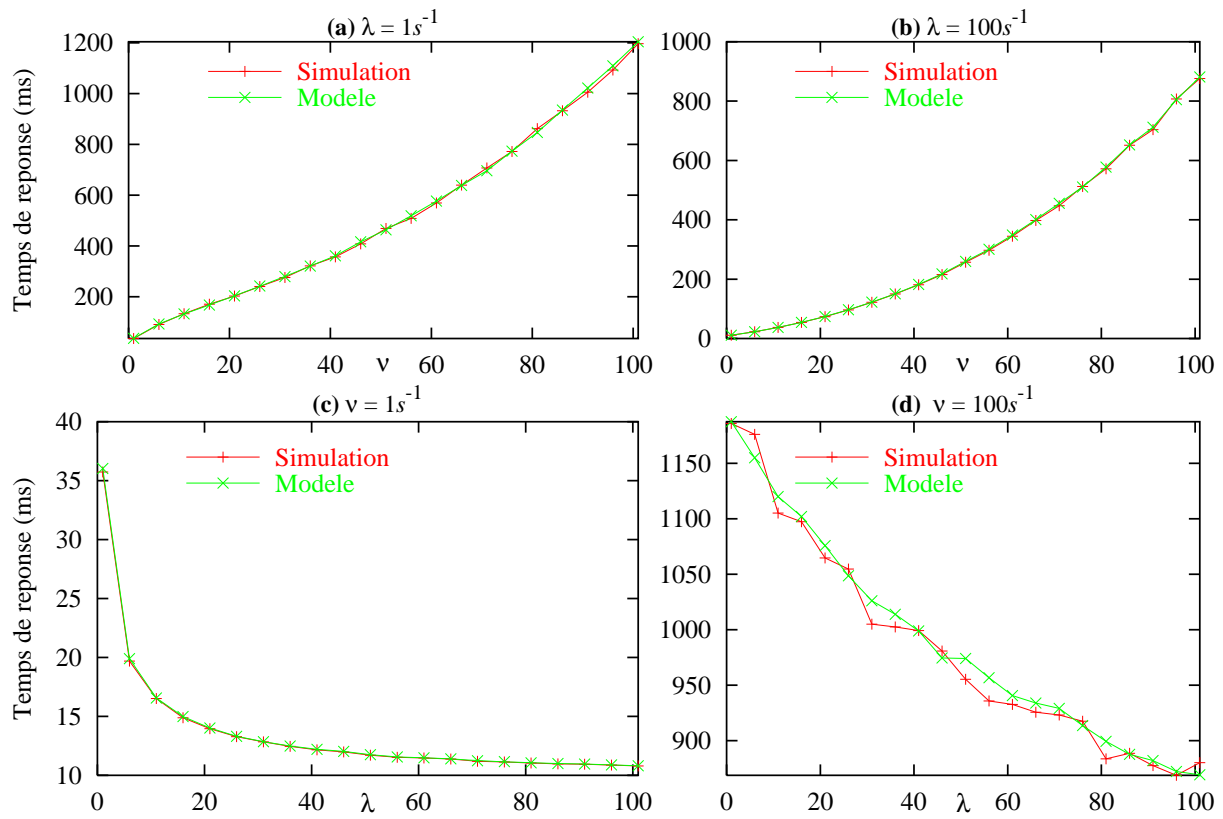 (a) λ = 1s⁻¹
Temps de reponse (ms)
1200
1000
800
600
400
200
Simulation
Modele
0
20
40
ν
60
80
100
(b) λ = 100s⁻¹
1000
800
600
400
200
0
Simulation
Modele
0
20
40
ν
60
80
100
(c) ν = 1s⁻¹
Temps de reponse (ms)
40
35
30
25
20
15
10
Simulation
Modele
0
20
40
λ
60
80
100
(d) ν = 100s⁻¹
1150
1100
1050
1000
950
900
Simulation
Modele
0
20
40
λ
60
80
100